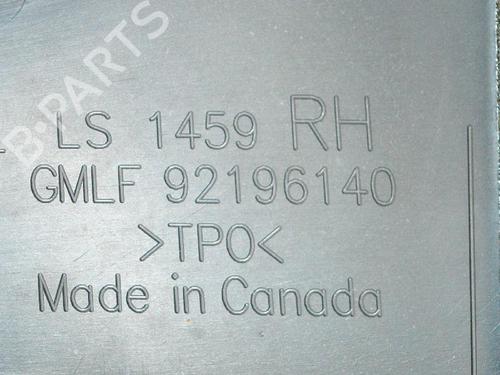 B-PARTS
LS 1459 RH
GMLF 92196140
>TPO<
Made in Canada